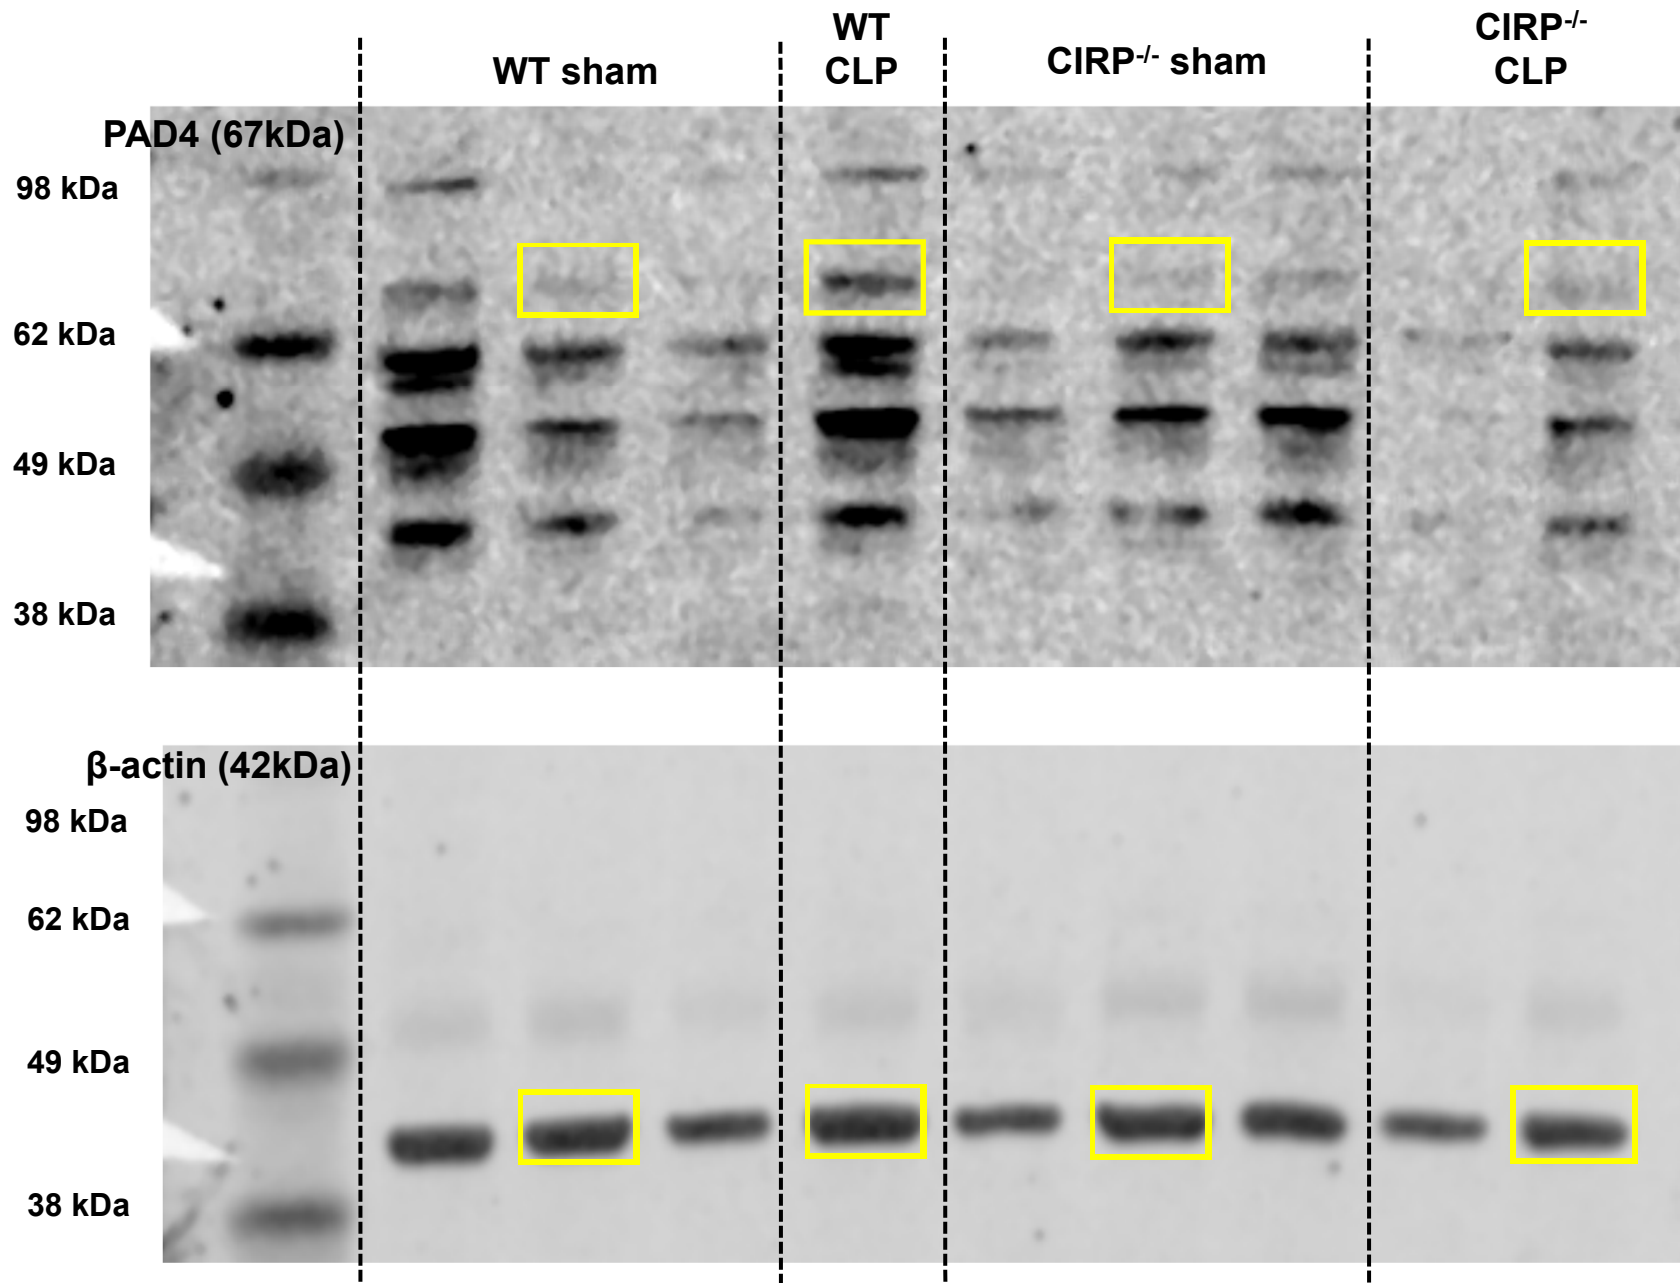 WT sham
WT
CLP
CIRP-/- sham
CIRP-/-
CLP
PAD4 (67kDa)
98 kDa
62 kDa
49 kDa
38 kDa
β-actin (42kDa)
98 kDa
62 kDa
49 kDa
38 kDa